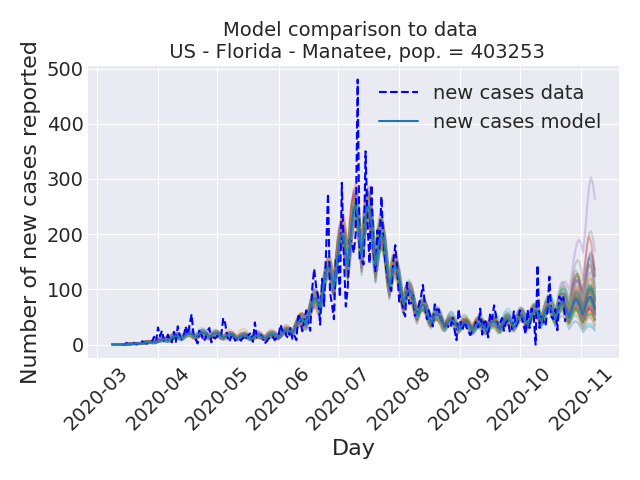 Model comparison to data
US - Florida - Manatee, pop. = 403253
Number of new cases reported
500
400
300
200
100
0
new cases data
new cases model
2020-03
2020-04
2020-05
2020-06
2020-07
2020-08
2020-09
2020-10
2020-11
Day